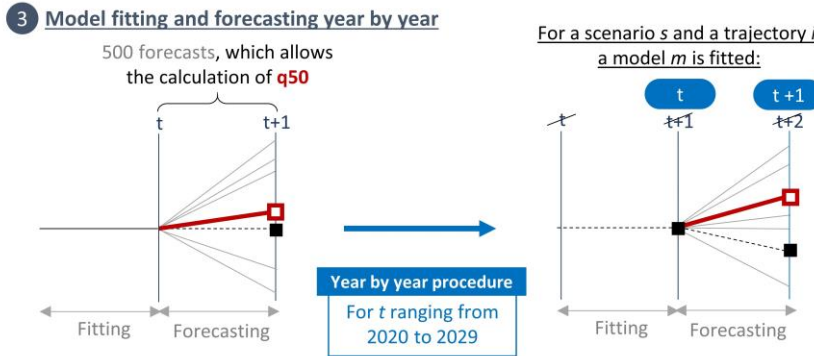 3 Model fitting and forecasting year by year
500 forecasts, which allows
the calculation of q50
t
t+1
Fitting
Forecasting
Year by year procedure
For t ranging from
2020 to 2029
For a scenario s and a trajectory
a model m is fitted:
t
t +1
t
t+1
t+2
Fitting
Forecasting